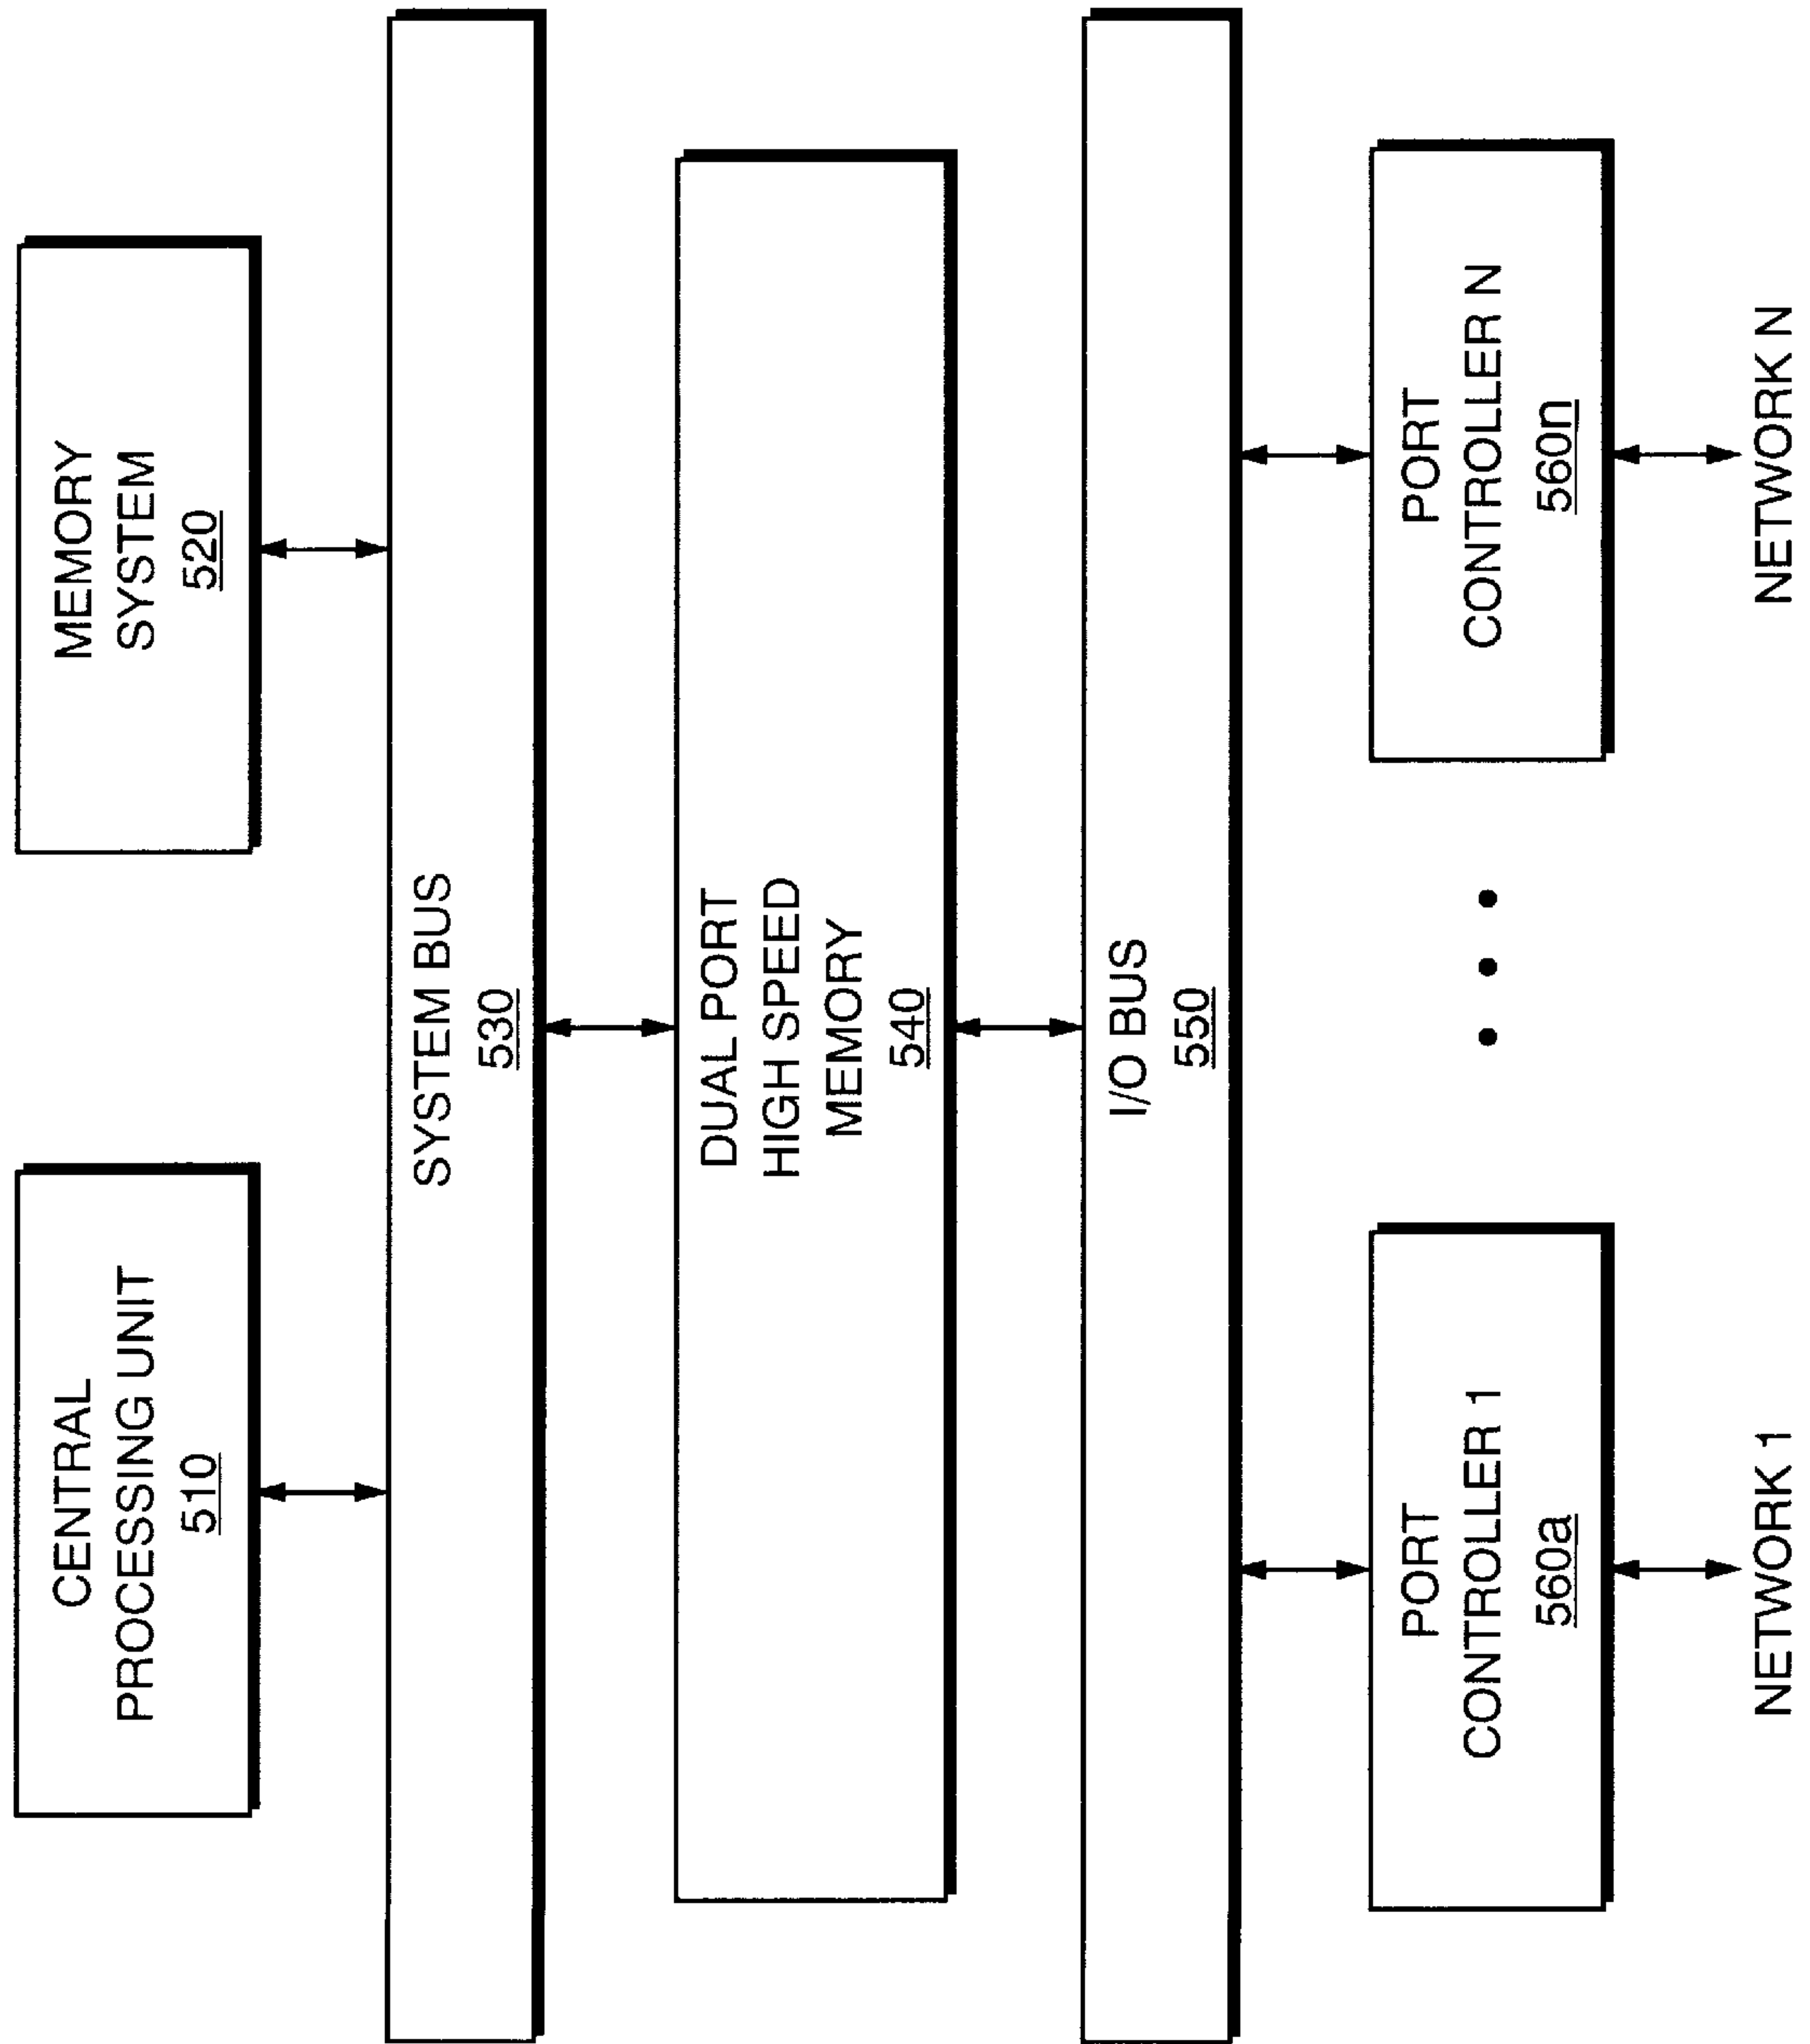 CENTRAL
PROCESSING UNIT
510
MEMORY
SYSTEM
520
SYSTEM BUS
530
DUAL PORT
HIGH SPEED
MEMORY
540
I/O BUS
550
PORT
CONTROLLER 1
560a
PORT
CONTROLLER N
560n
NETWORK 1
NETWORK N